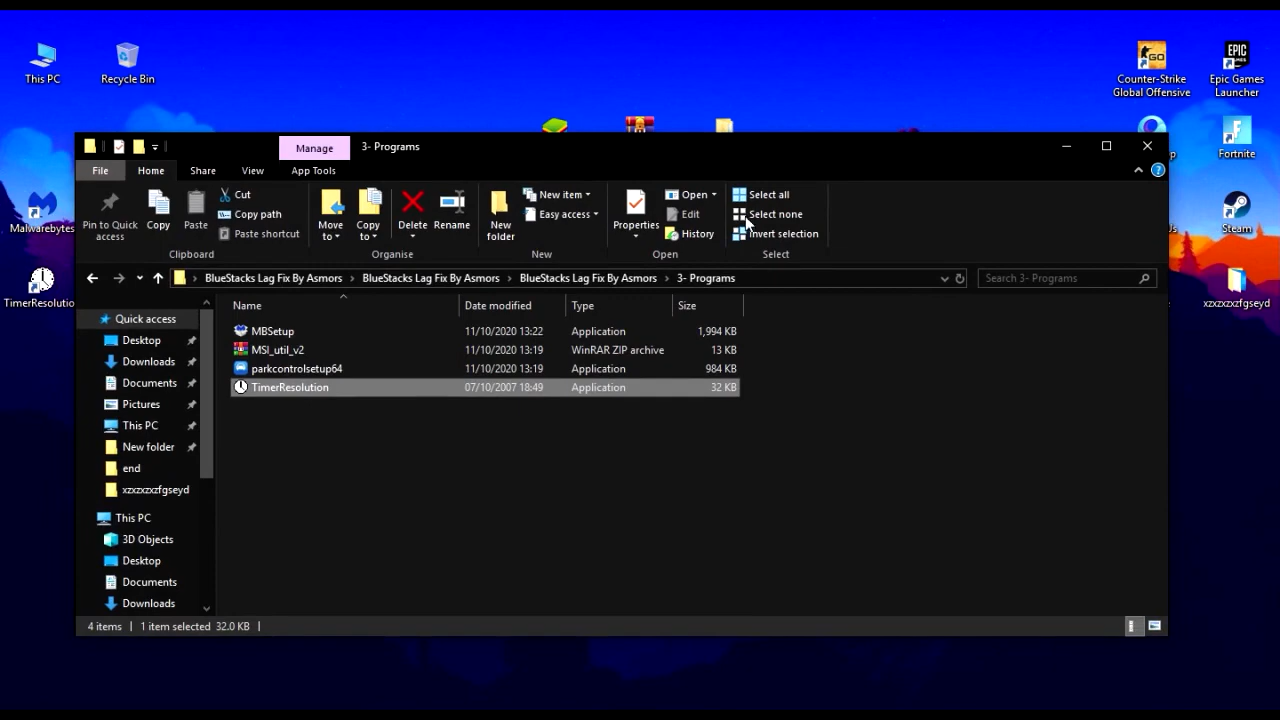 This PC
Recycle Bin
Counter-Strike
Global Offensive
Epic Games
Launcher
Malwarebytes
TimerResolutio
Fortnite
Steam
xzxzxzxzfgseyd
Manage
3- Programs
File
Home
Share
View
App Tools
Pin to Quick
access
Copy
Paste
Cut
Copy path
Paste shortcut
Clipboard
Move
to
Copy
to
Delete
Rename
Organise
New
folder
New item
Easy access
New
Properties
Open
Edit
History
Open
Select all
Select none
Invert selection
Select
BlueStacks Lag Fix By Asmors
BlueStacks Lag Fix By Asmors
BlueStacks Lag Fix By Asmors
3- Programs
Search 3- Programs
Quick access
Desktop
Downloads
Documents
Pictures
This PC
New folder
end
xzxzxzxzfgseyd
This PC
3D Objects
Desktop
Documents
Downloads
Name Date modified Type Size
MBSetup 11/10/2020 13:22 Application 1,994 KB
MSI_util_v2 11/10/2020 13:19 WinRAR ZIP archive 13 KB
parkcontrolsetup64 11/10/2020 13:19 Application 984 KB
TimerResolution 07/10/2007 18:49 Application 32 KB
4 items 1 item selected 32.0 KB